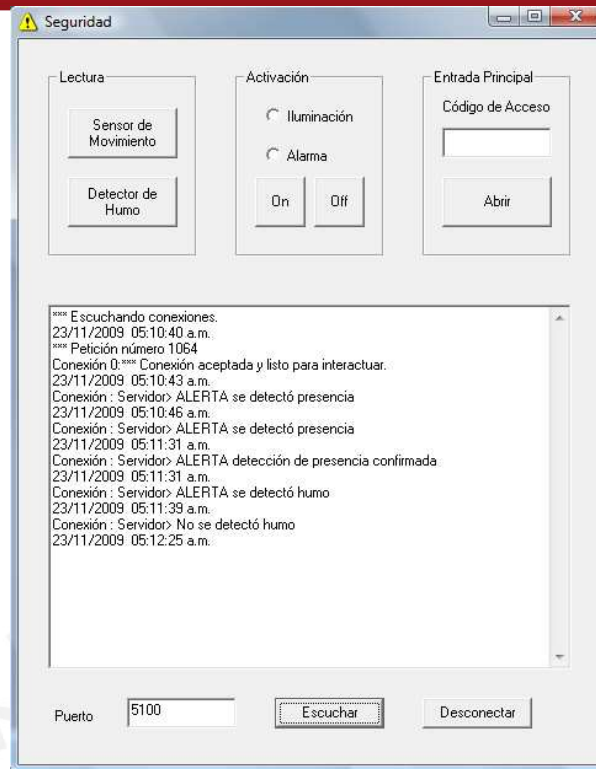 Seguridad
Lectura
Sensor de
Movimiento
Detector de
Humo
Activación
Iluminación
Alarma
On
Off
Entrada Principal
Código de Acceso
Abrir
*** Escuchando conexiones.
23/11/2009 05:10:40 a.m.
*** Petición número 1064
Conexión 0:*** Conexión aceptada y listo para interactuar.
23/11/2009 05:10:43 a.m.
Conexión : Servidor> ALERTA se detectó presencia
23/11/2009 05:10:46 a.m.
Conexión : Servidor> ALERTA se detectó presencia
23/11/2009 05:11:31 a.m.
Conexión : Servidor> ALERTA detección de presencia confirmada
23/11/2009 05:11:31 a.m.
Conexión : Servidor> ALERTA se detectó humo
23/11/2009 05:11:39 a.m.
Conexión : Servidor> No se detectó humo
23/11/2009 05:12:25 a.m.
Puerto
5100
Escuchar
Desconectar